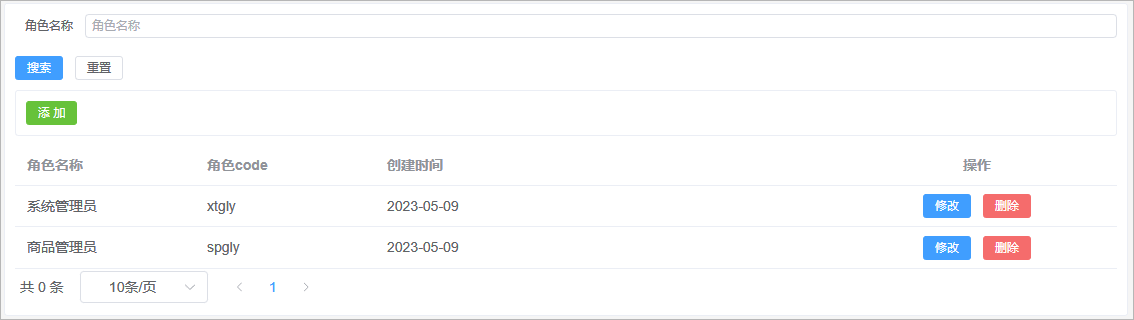 角色名称 角色名称
搜索 重置
添 加
角色名称 角色code 创建时间 操作
系统管理员 xtgly 2023-05-09 修改 删除
商品管理员 spgly 2023-05-09 修改 删除
共 0 条 10条/页 1